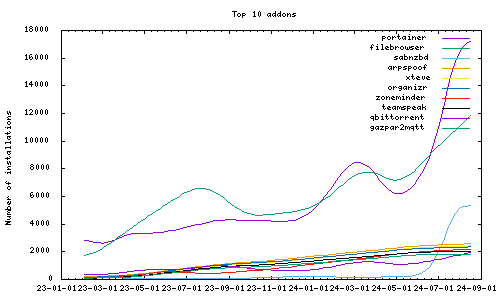 Top 10 addons
Number of installations
18000
16000
14000
12000
10000
8000
6000
4000
2000
0
portainer
filebrowser
sabnzbd
arpspoof
xteve
organizr
zoneminder
teamspeak
qbittorrent
gazpar2mqtt
23-01-01 23-03-01 23-05-01 23-07-01 23-09-01 23-11-01 24-01-01 24-03-01 24-05-01 24-07-01 24-09-01